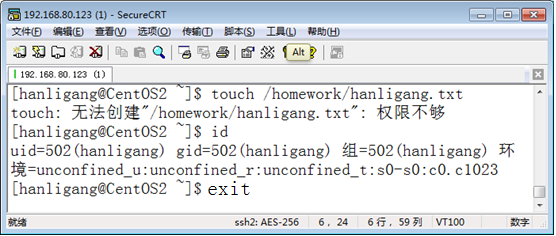 192.168.80.123 (1) - SecureCRT
文件(F) 编辑(E) 查看(V) 选项(O) 传输(T) 脚本(S) 工具(L) 帮助(H)
Alt
192.168.80.123 (1)
[hanligang@CentOS2 ~]$ touch /homework/hanligang.txt
touch: 无法创建"/homework/hanligang.txt": 权限不够
[hanligang@CentOS2 ~]$ id
uid=502(hanligang) gid=502(hanligang) 组=502(hanligang) 环
境=unconfined_u:unconfined_r:unconfined_t:s0-s0:c0.c1023
[hanligang@CentOS2 ~]$ exit
就绪 ssh2: AES-256 6, 24 6 行, 59 列 VT100 数字